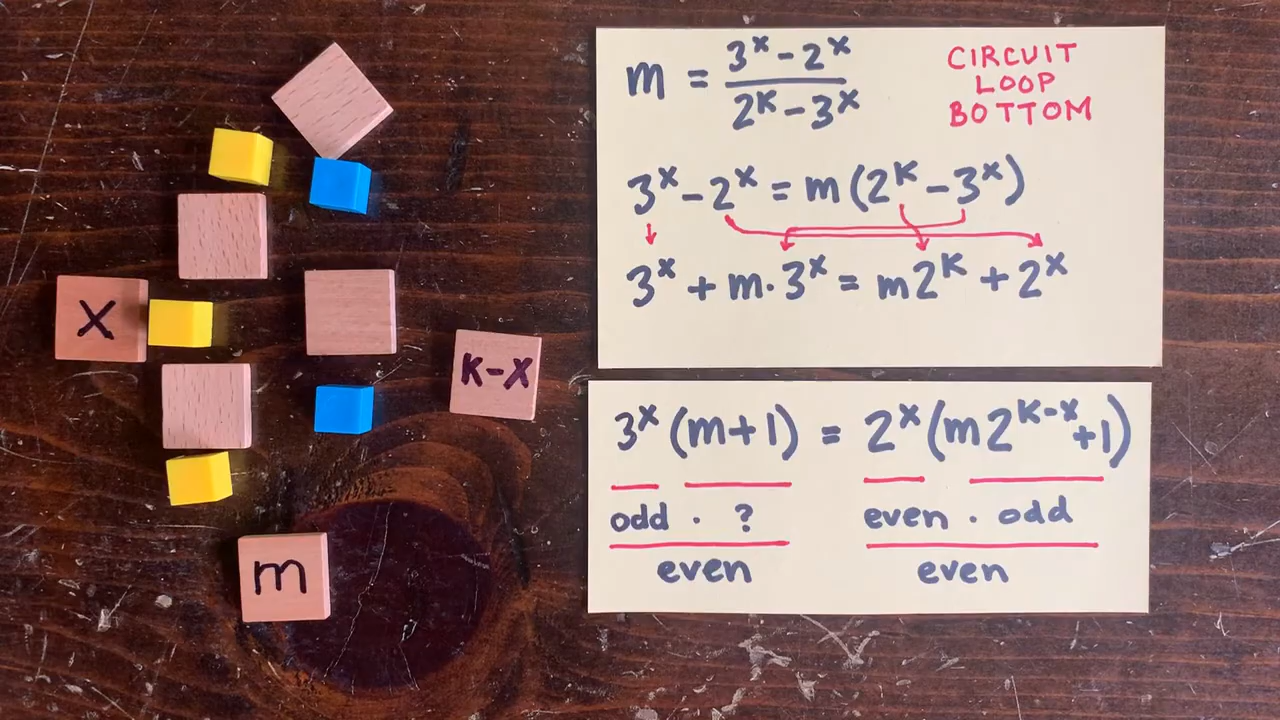 x
k-x
m
m = (3^x - 2^x) / (2^k - 3^x)
CIRCUIT
LOOP
BOTTOM
3^x - 2^x = m(2^k - 3^x)
3^x + m · 3^x = m2^k + 2^x
3^x (m+1) = 2^x (m2^(k-x) +1)
odd · ? even · odd
even even